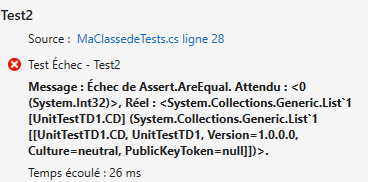 Test2
Source : MaClassedeTests.cs ligne 28
Test Échec - Test2
Message : Échec de Assert.AreEqual. Attendu : <0
(System.Int32)>, Réel : <System.Collections.Generic.List`1
[UnitTestTD1.CD] (System.Collections.Generic.List`1
[[UnitTestTD1.CD, UnitTestTD1, Version=1.0.0.0,
Culture=neutral, PublicKeyToken=null]])>.
Temps écoulé : 26 ms